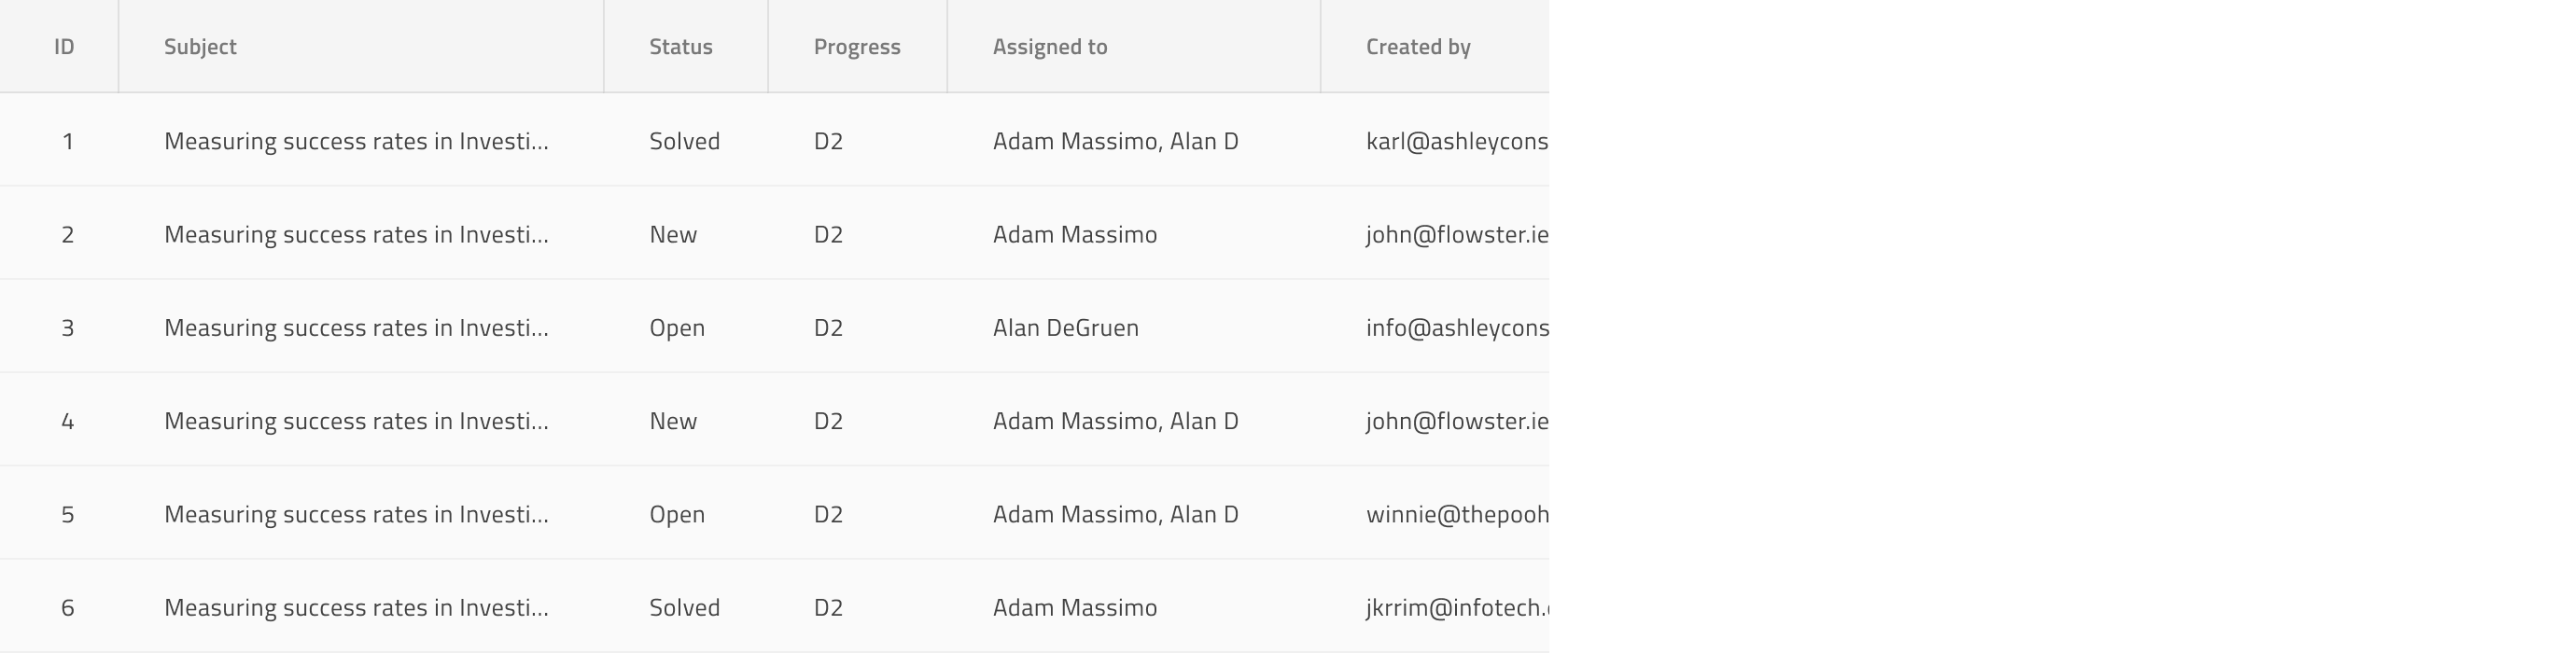 ID Subject Status Progress Assigned to Created by
1 Measuring success rates in Investi... Solved D2 Adam Massimo, Alan D karl@ashleycons
2 Measuring success rates in Investi... New D2 Adam Massimo john@flowster.ie
3 Measuring success rates in Investi... Open D2 Alan DeGruen info@ashleycons
4 Measuring success rates in Investi... New D2 Adam Massimo, Alan D john@flowster.ie
5 Measuring success rates in Investi... Open D2 Adam Massimo, Alan D winnie@thepooh
6 Measuring success rates in Investi... Solved D2 Adam Massimo jkrrim@infotech.